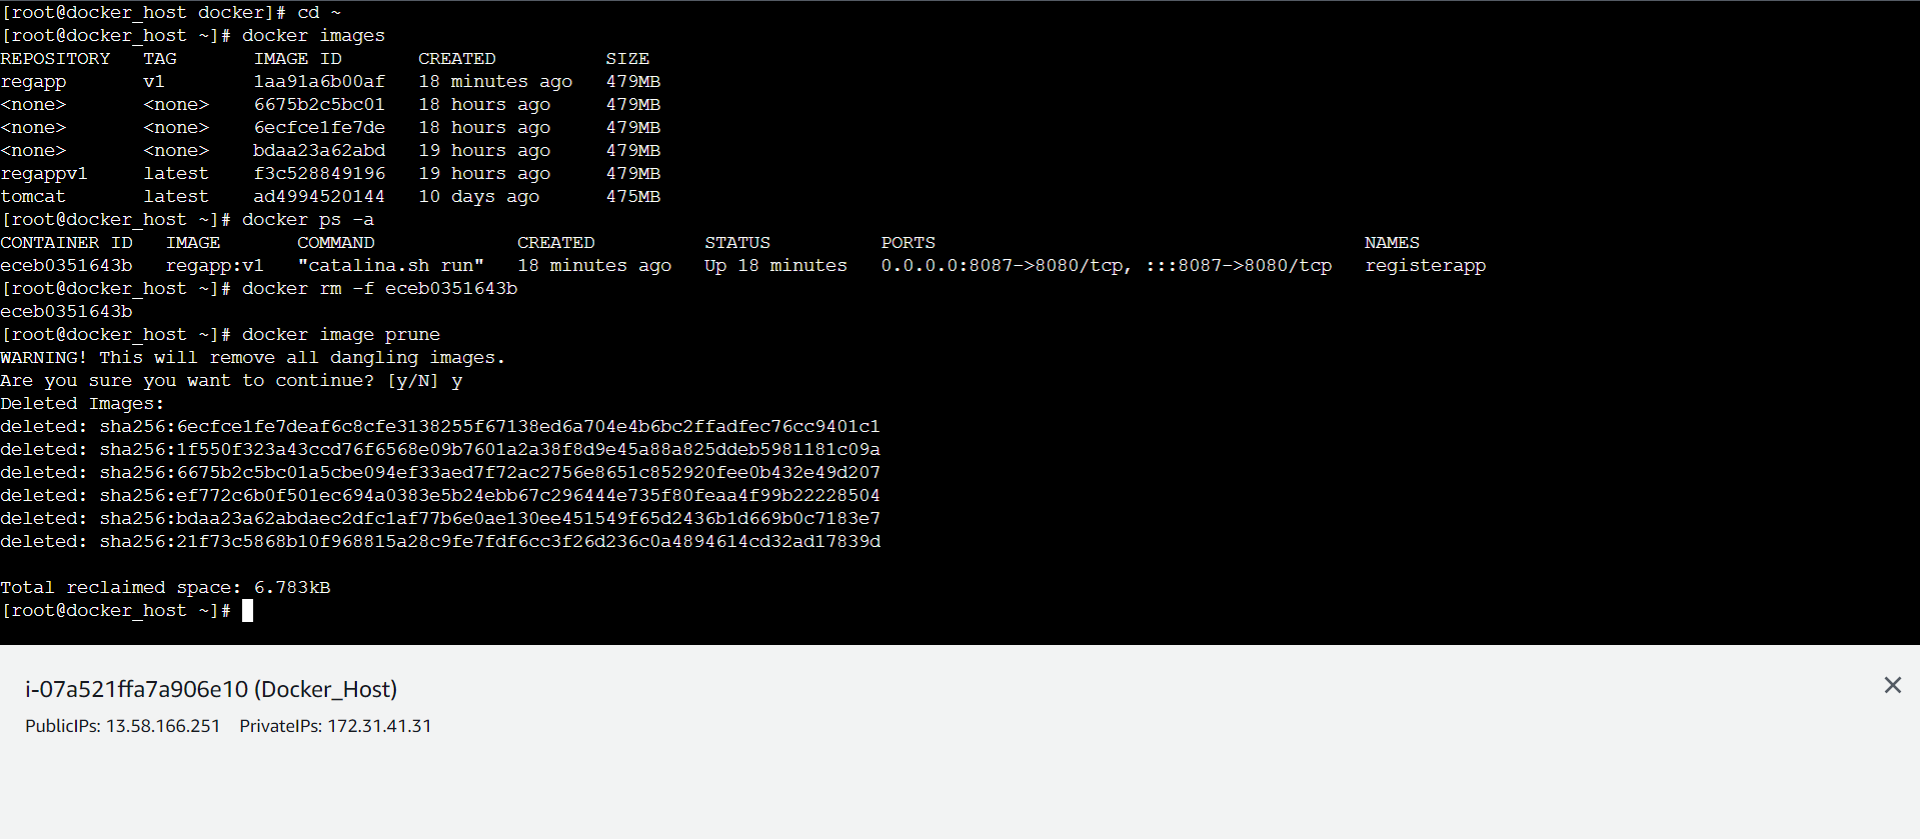 [root@docker_host docker]# cd ~
[root@docker_host ~]# docker images
REPOSITORY   TAG       IMAGE ID       CREATED          SIZE
regapp       v1        1aa91a6b00af   18 minutes ago   479MB
<none>       <none>    6675b2c5bc01   18 hours ago     479MB
<none>       <none>    6ecfce1fe7de   18 hours ago     479MB
<none>       <none>    bdaa23a62abd   19 hours ago     479MB
regappv1     latest    f3c528849196   19 hours ago     479MB
tomcat       latest    ad4994520144   10 days ago      475MB
[root@docker_host ~]# docker ps -a
CONTAINER ID   IMAGE       COMMAND             CREATED          STATUS          PORTS                                       NAMES
eceb0351643b   regapp:v1   "catalina.sh run"   18 minutes ago   Up 18 minutes   0.0.0.0:8087->8080/tcp, :::8087->8080/tcp   registerapp
[root@docker_host ~]# docker rm -f eceb0351643b
eceb0351643b
[root@docker_host ~]# docker image prune
WARNING! This will remove all dangling images.
Are you sure you want to continue? [y/N] y
Deleted Images:
deleted: sha256:6ecfce1fe7deaf6c8cfe3138255f67138ed6a704e4b6bc2ffadfec76cc9401c1
deleted: sha256:1f550f323a43ccd76f6568e09b7601a2a38f8d9e45a88a825ddeb5981181c09a
deleted: sha256:6675b2c5bc01a5cbe094ef33aed7f72ac2756e8651c852920fee0b432e49d207
deleted: sha256:ef772c6b0f501ec694a0383e5b24ebb67c296444e735f80feaa4f99b22228504
deleted: sha256:bdaa23a62abdaec2dfc1af77b6e0ae130ee451549f65d2436b1d669b0c7183e7
deleted: sha256:21f73c5868b10f968815a28c9fe7fdf6cc3f26d236c0a4894614cd32ad17839d

Total reclaimed space: 6.783kB
[root@docker_host ~]#
i-07a521ffa7a906e10 (Docker_Host)
PublicIPs: 13.58.166.251    PrivateIPs: 172.31.41.31